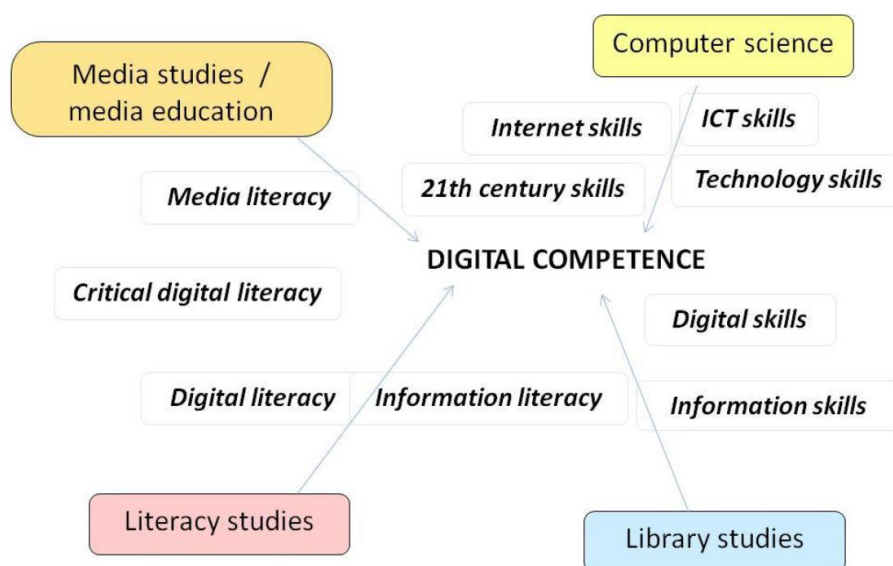 Computer science
Media studies /
media education
ICT skills
Internet skills
Technology skills
21th century skills
Media literacy
DIGITAL COMPETENCE
Critical digital literacy
Digital skills
Digital literacy
Information literacy
Information skills
Literacy studies
Library studies